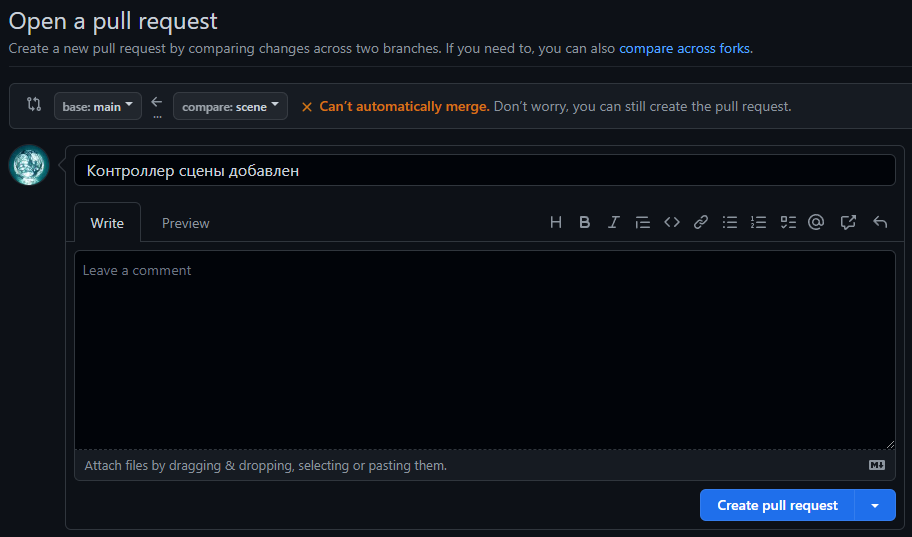 Open a pull request
Create a new pull request by comparing changes across two branches. If you need to, you can also compare across forks.
base: main ← compare: scene × Can’t automatically merge. Don’t worry, you can still create the pull request.
...
Контроллер сцены добавлен
Write Preview
Leave a comment
Attach files by dragging & dropping, selecting or pasting them.
Create pull request